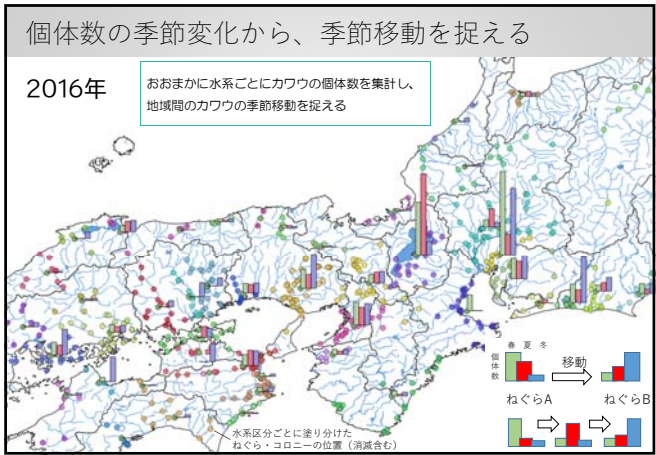 個体数の季節変化から、季節移動を捉える
2016年
おおまかに水系ごとにカワウの個体数を集計し、
地域間のカワウの季節移動を捉える
春 夏 冬
個体数
移動
ねぐらA
ねぐらB
水系区分ごとに塗り分けた
ねぐら・コロニーの位置（消滅含む）